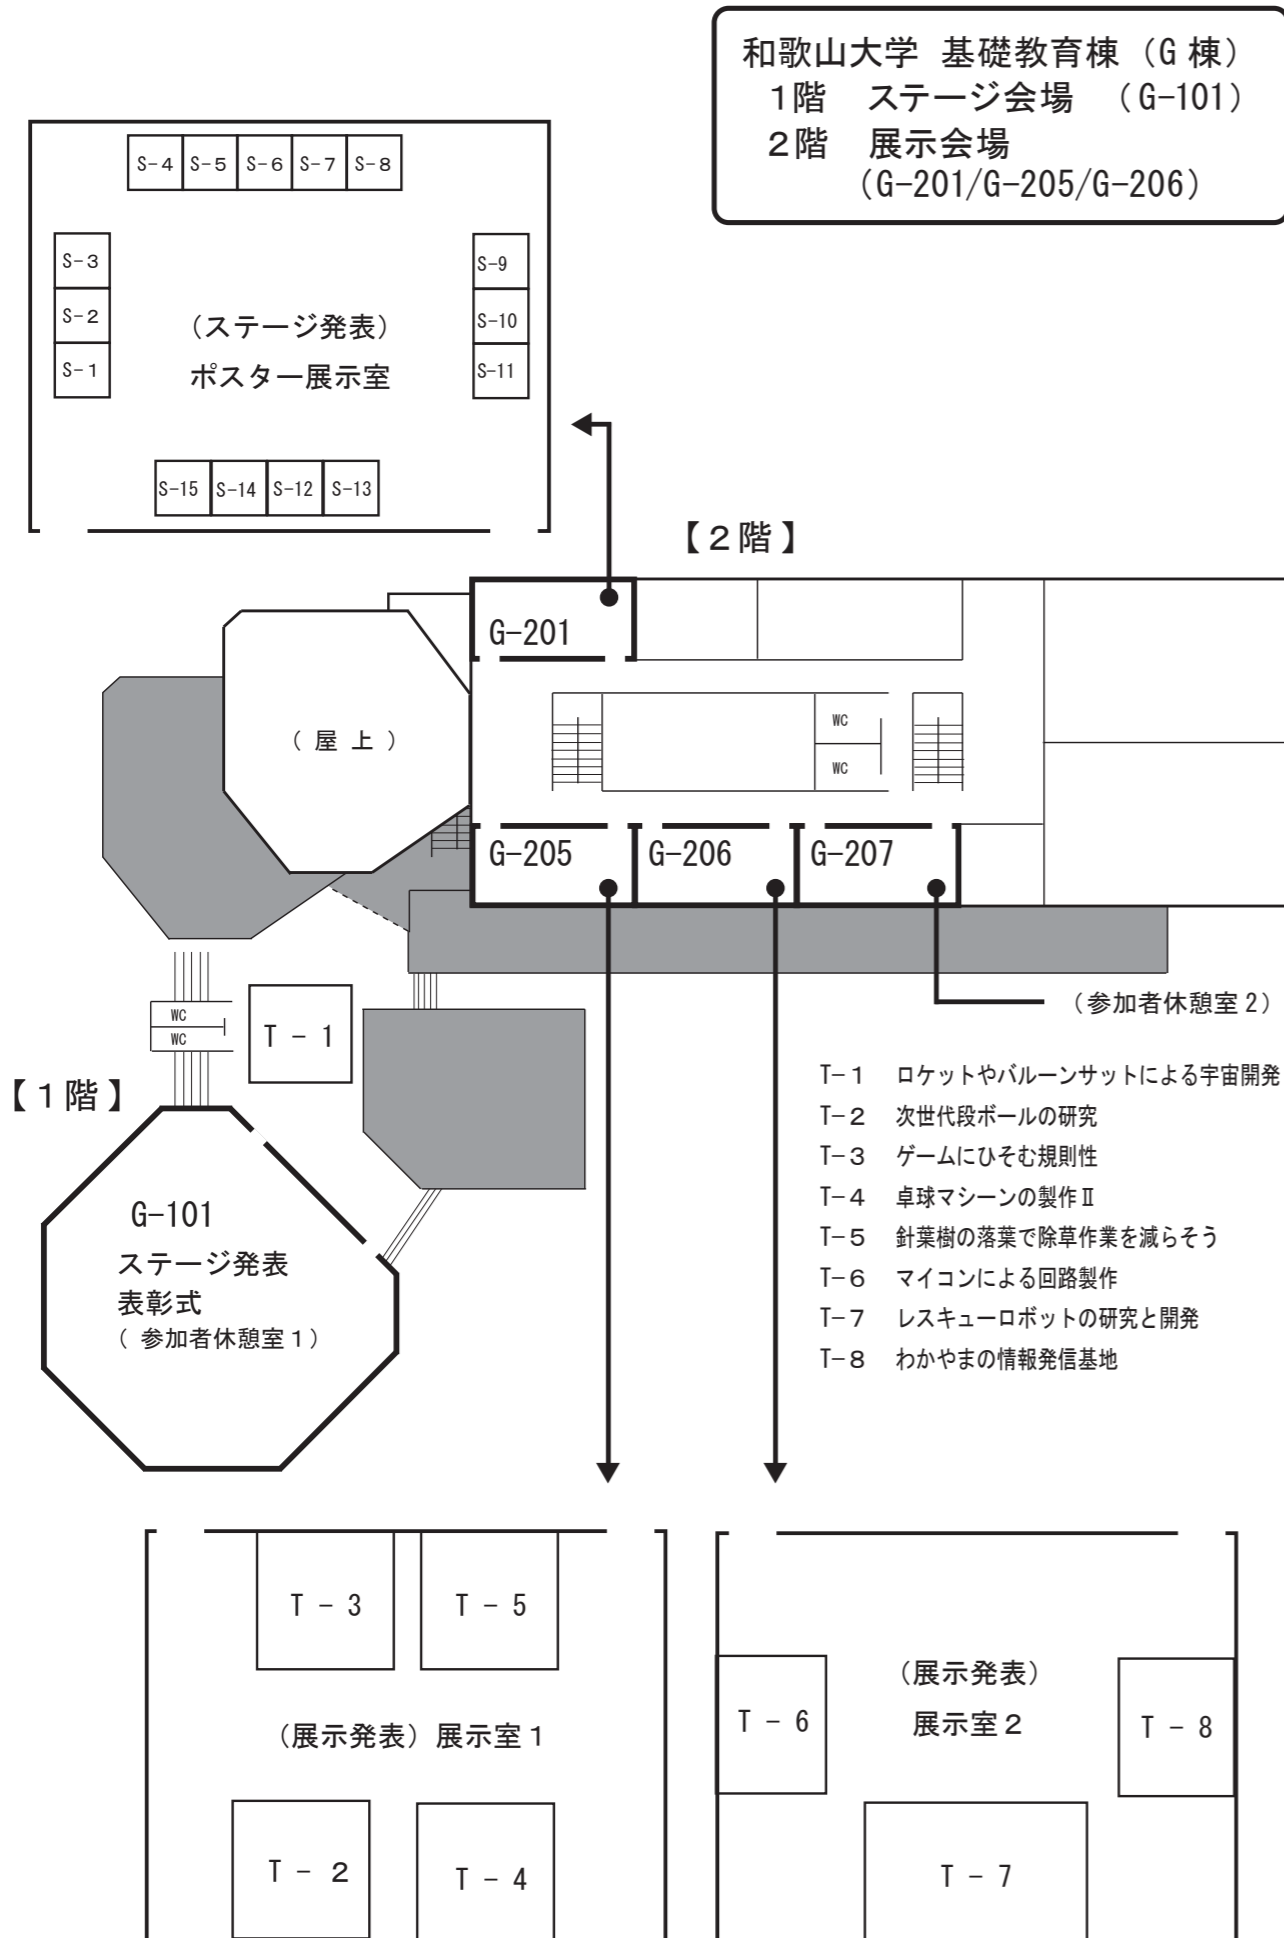 和歌山大学 基礎教育棟（G 棟）
1階 ステージ会場 （G-101）
2階 展示会場
（G-201/G-205/G-206）
S-4 S-5 S-6 S-7 S-8
S-3
S-2
S-1
S-9
S-10
S-11
（ステージ発表）
ポスター展示室
S-15 S-14 S-12 S-13
【2階】
G-201
（屋上）
WC
WC
G-205
G-206
G-207
（参加者休憩室2）
WC
WC
T - 1
【1階】
G-101
ステージ発表
表彰式
（参加者休憩室1）
T-1 ロケットやバルーンサットによる宇宙開発
T-2 次世代段ボールの研究
T-3 ゲームにひそむ規則性
T-4 卓球マシーンの製作Ⅱ
T-5 針葉樹の落葉で除草作業を減らそう
T-6 マイコンによる回路製作
T-7 レスキューロボットの研究と開発
T-8 わかやまの情報発信基地
T - 3
T - 5
（展示発表）展示室1
T - 2
T - 4
（展示発表）
展示室2
T - 6
T - 8
T - 7